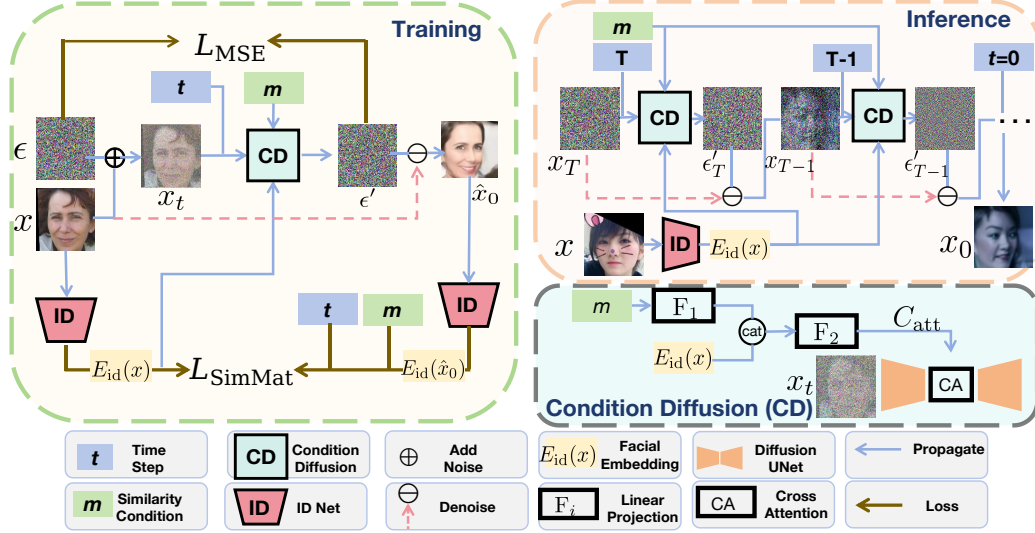 Training
L_MSE
t
m
ϵ
CD
x_t
ϵ'
x̂_0
x
ID
ID
t
m
E_id(x)
L_SimMat
E_id(x̂_0)
Inference
m
T
T-1
t=0
CD
CD
...
x_T
ϵ'_T
x_{T-1}
ϵ'_{T-1}
x
ID
E_id(x)
x_0
m
F_1
cat
F_2
C_att
E_id(x)
x_t
CA
Condition Diffusion (CD)
t
Time
Step
CD
Condition
Diffusion
Add
Noise
E_id(x)
Facial
Embedding
Diffusion
UNet
Propagate
m
Similarity
Condition
ID
ID Net
Denoise
F_i
Linear
Projection
CA
Cross
Attention
Loss